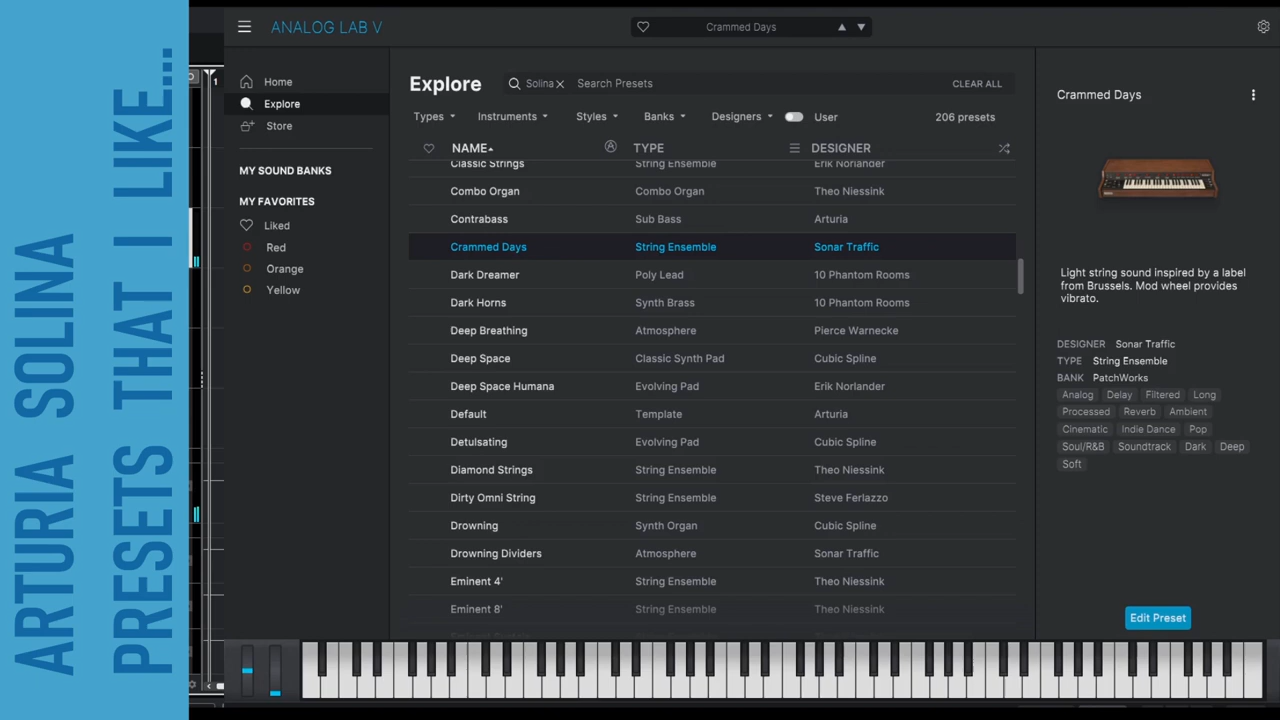 ARTURIA SOLINA
PRESETS THAT I LIKE...
1
ANALOG LAB V
Crammed Days
Home
Explore
Store
MY SOUND BANKS
MY FAVORITES
Liked
Red
Orange
Yellow
Explore
Solina
Search Presets
CLEAR ALL
Types
Instruments
Styles
Banks
Designers
User
206 presets
NAME TYPE DESIGNER
Classic Strings String Ensemble Erik Norlander
Combo Organ Combo Organ Theo Niessink
Contrabass Sub Bass Arturia
Crammed Days String Ensemble Sonar Traffic
Dark Dreamer Poly Lead 10 Phantom Rooms
Dark Horns Synth Brass 10 Phantom Rooms
Deep Breathing Atmosphere Pierce Warnecke
Deep Space Classic Synth Pad Cubic Spline
Deep Space Humana Evolving Pad Erik Norlander
Default Template Arturia
Detulsating Evolving Pad Cubic Spline
Diamond Strings String Ensemble Theo Niessink
Dirty Omni String String Ensemble Steve Ferlazzo
Drowning Synth Organ Cubic Spline
Drowning Dividers Atmosphere Sonar Traffic
Eminent 4' String Ensemble Theo Niessink
Eminent 8' String Ensemble Theo Niessink
Crammed Days
Light string sound inspired by a label
from Brussels. Mod wheel provides
vibrato.
DESIGNER Sonar Traffic
TYPE String Ensemble
BANK PatchWorks
Analog Delay Filtered Long
Processed Reverb Ambient
Cinematic Indie Dance Pop
Soul/R&B Soundtrack Dark Deep
Soft
Edit Preset